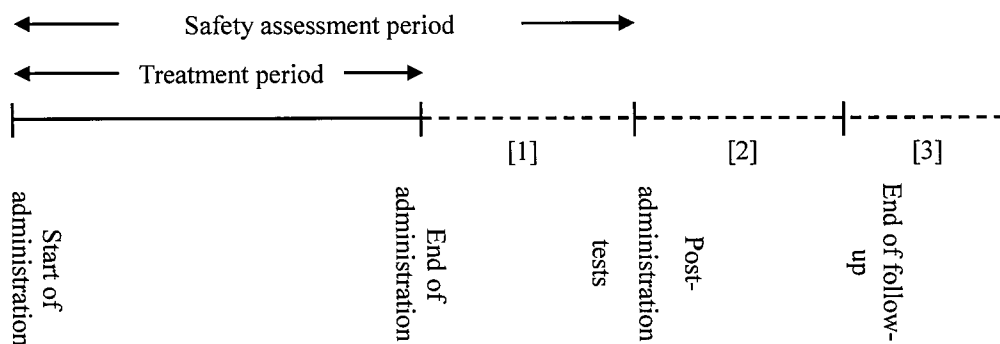 Safety assessment period
Treatment period
[1]
[2]
[3]
Start of
administration
End of
administration
Post-
administration
tests
End of follow-
up